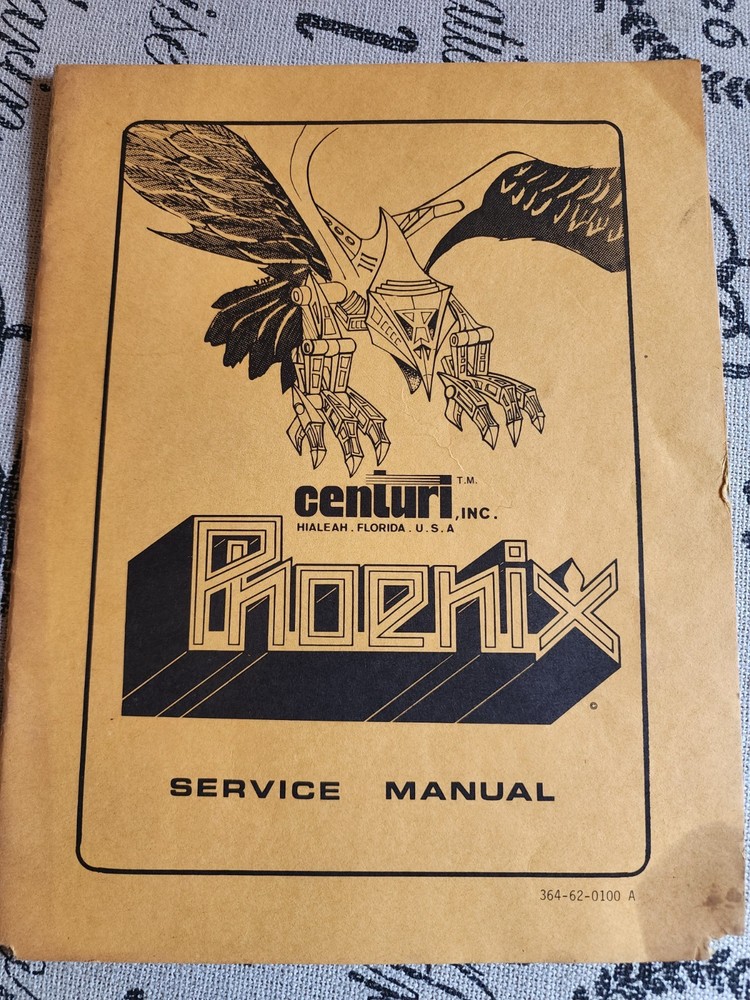 centuri T.M.
,INC.
HIALEAH . FLORIDA . U.S.A
Phoenix
©
SERVICE MANUAL
364-62-0100 A